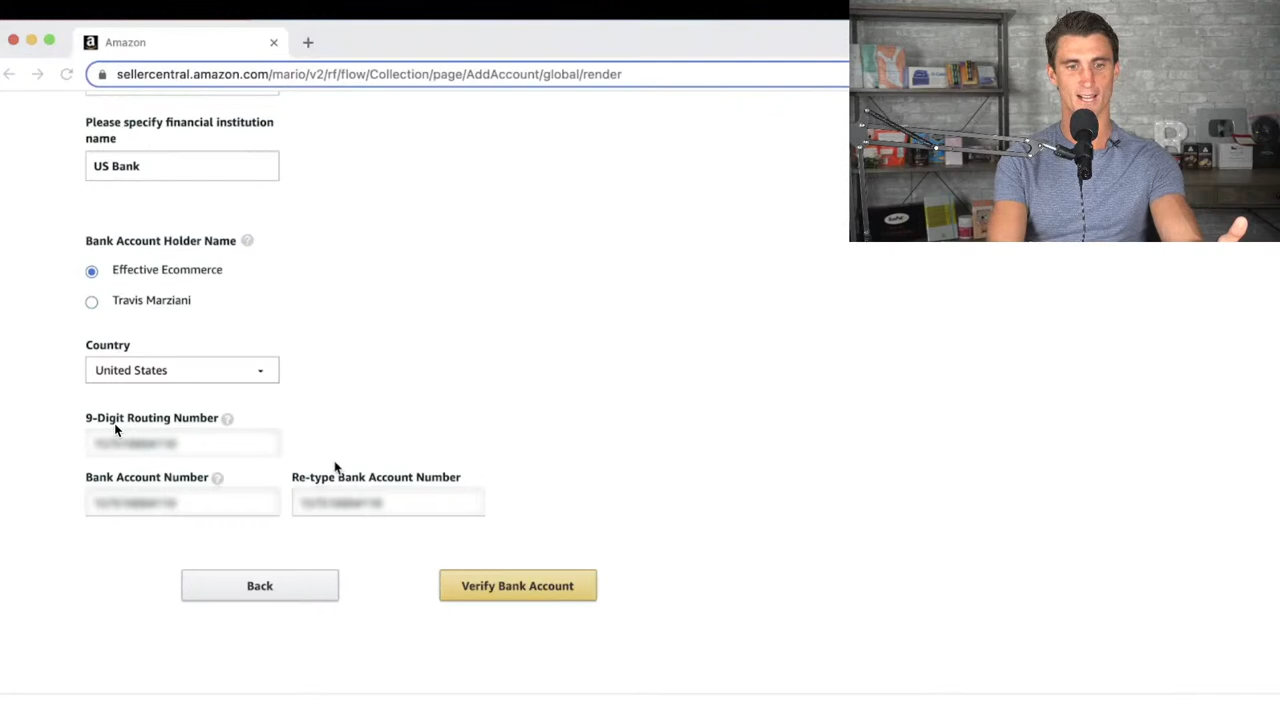 Amazon
sellercentral.amazon.com/mario/v2/rf/flow/Collection/page/AddAccount/global/render
Please specify financial institution
name
US Bank
Bank Account Holder Name
Effective Ecommerce
Travis Marziani
Country
United States
9-Digit Routing Number
Bank Account Number
Re-type Bank Account Number
Back
Verify Bank Account